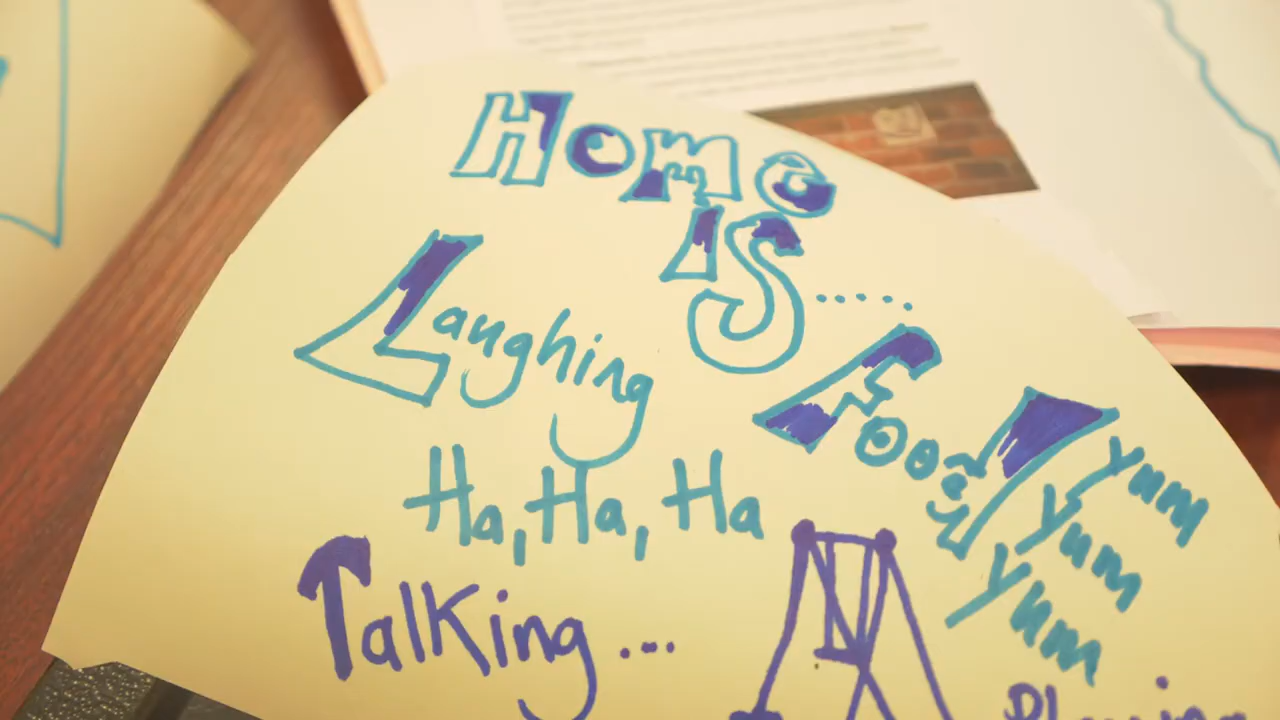 Home
is.....
Laughing
Ha, Ha, Ha
Food
yum
yum
yum
Talking...